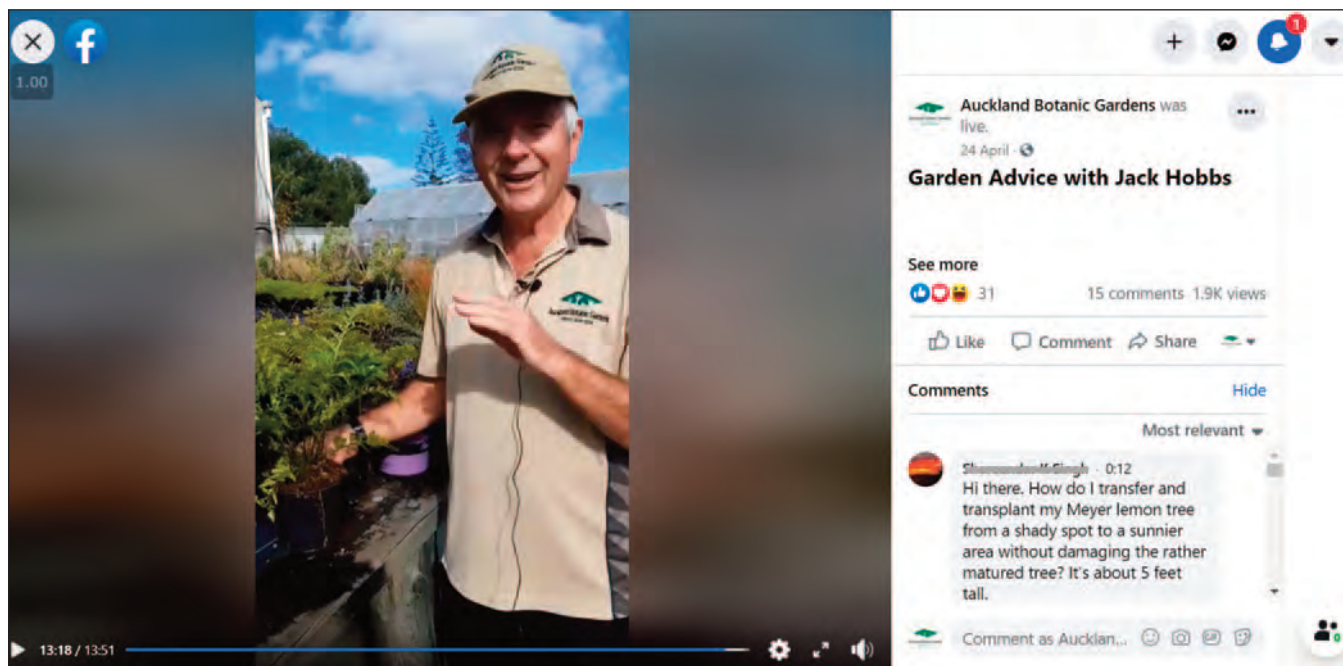 1.00
13:18 / 13:51
1
Auckland Botanic Gardens was
live.
24 April ·
Garden Advice with Jack Hobbs
See more
31
15 comments 1.9K views
Like
Comment
Share
Comments
Hide
Most relevant
Singh · 0:12
Hi there. How do I transfer and
transplant my Meyer lemon tree
from a shady spot to a sunnier
area without damaging the rather
matured tree? It's about 5 feet
tall.
Comment as Aucklan...
GIF
0